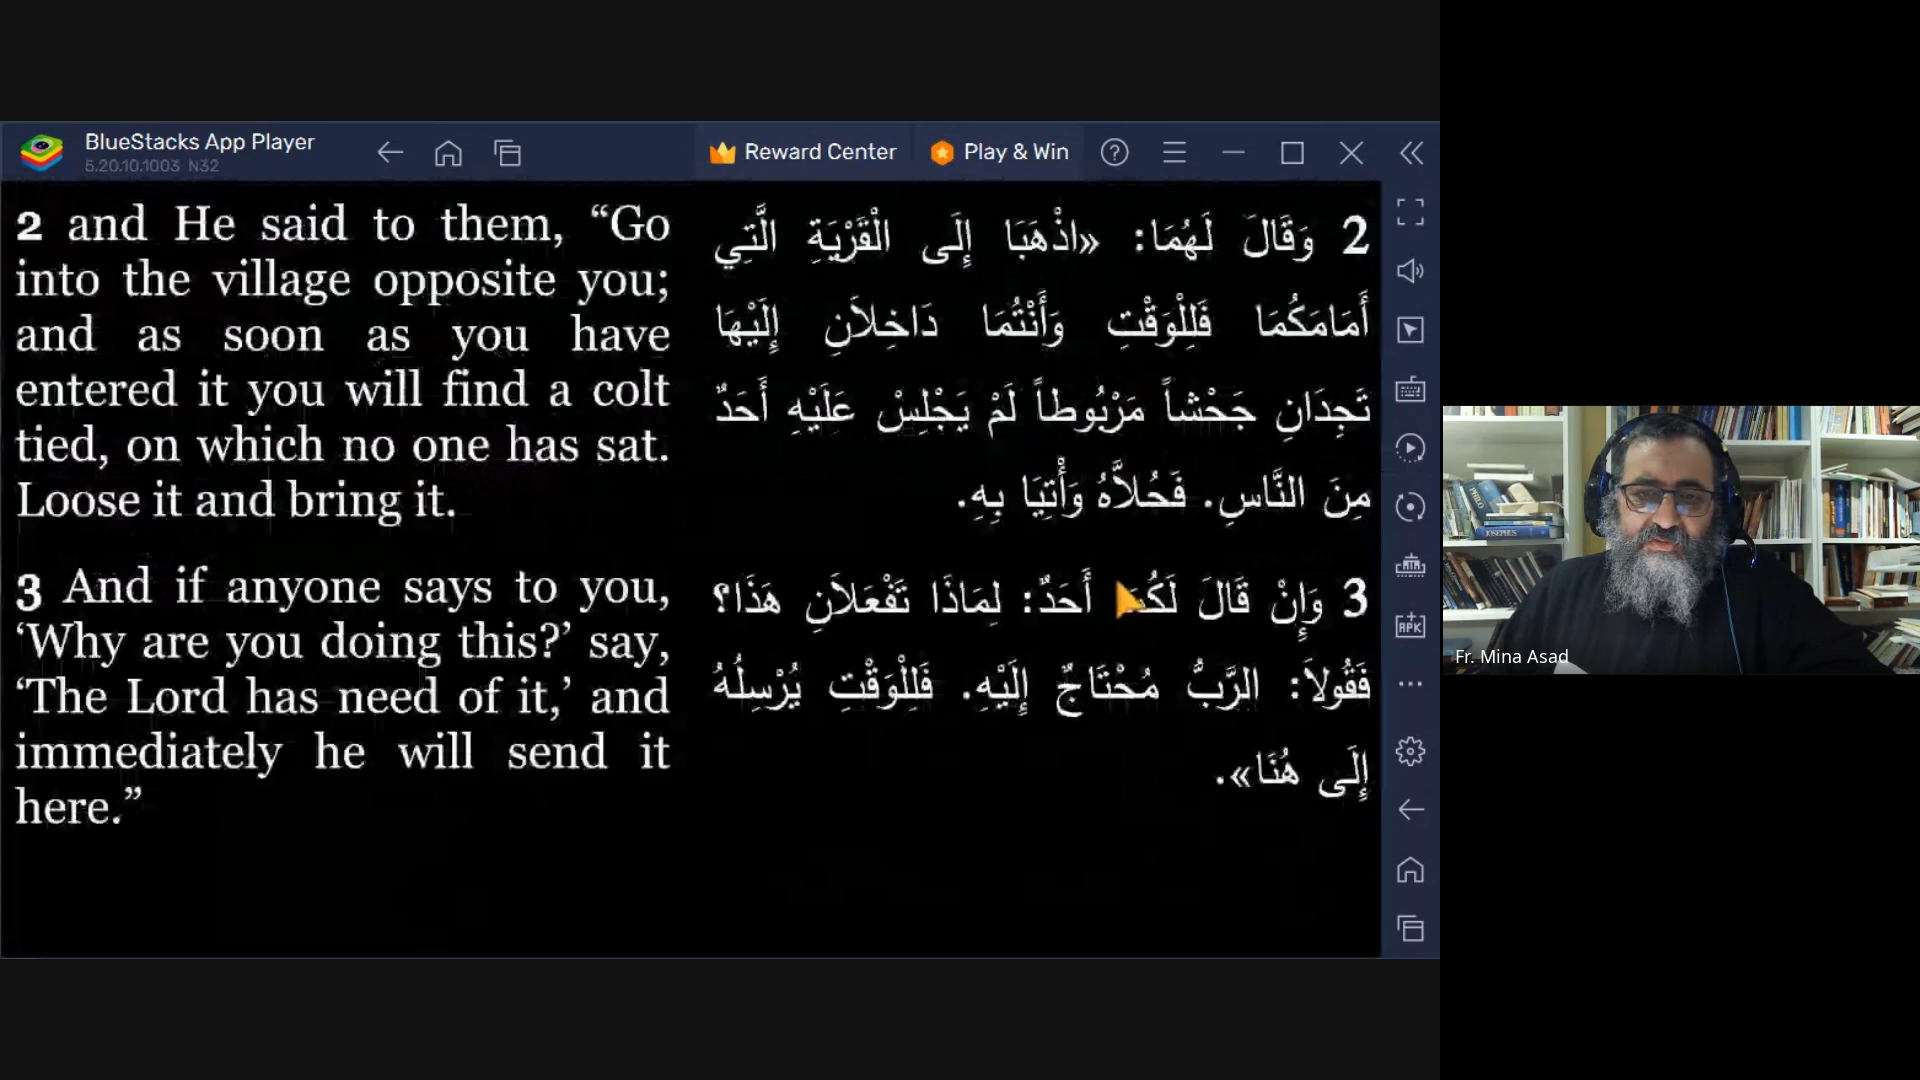 BlueStacks App Player
5.20.10.1003 N32
Reward Center
Play & Win
2 and He said to them, “Go
into the village opposite you;
and as soon as you have
entered it you will find a colt
tied, on which no one has sat.
Loose it and bring it.
3 And if anyone says to you,
‘Why are you doing this?’ say,
‘The Lord has need of it,’ and
immediately he will send it
here.”
2 وَقَالَ لَهُمَا: «اذْهَبَا إِلَى الْقَرْيَةِ الَّتِي
أَمَامَكُمَا فَلِلْوَقْتِ وَأَنْتُمَا دَاخِلاَنِ إِلَيْهَا
تَجِدَانِ جَحْشاً مَرْبُوطاً لَمْ يَجْلِسْ عَلَيْهِ أَحَدٌ
مِنَ النَّاسِ. فَحُلاَّهُ وَأْتِيَا بِهِ.
3 وَإِنْ قَالَ لَكُمَا أَحَدٌ: لِمَاذَا تَفْعَلاَنِ هَذَا؟
فَقُولاَ: الرَّبُّ مُحْتَاجٌ إِلَيْهِ. فَلِلْوَقْتِ يُرْسِلُهُ
إِلَى هُنَا».
APK
PHILO
JOSEPHUS
Fr. Mina Asad